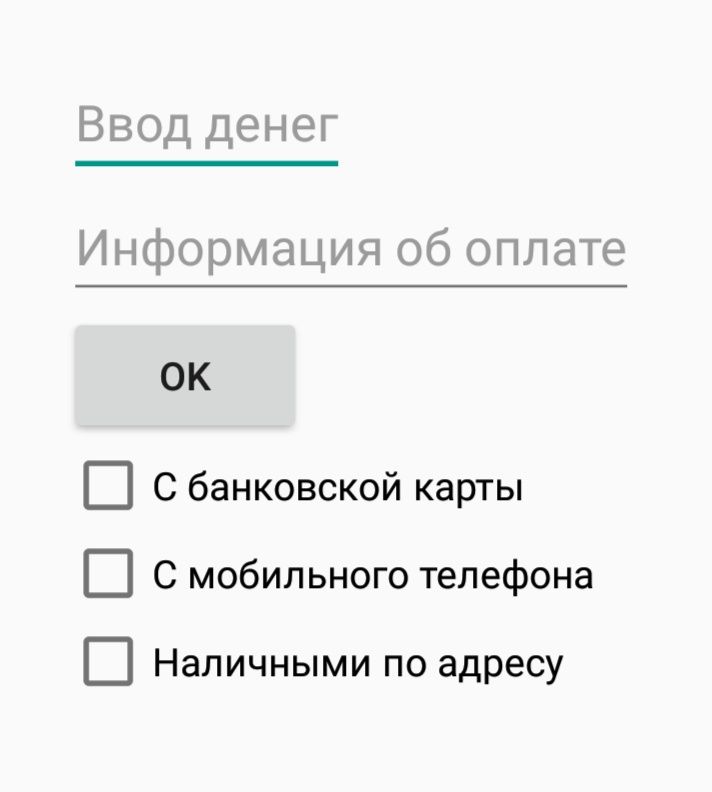 Ввод денег
Информация об оплате
OK
С банковской карты
С мобильного телефона
Наличными по адресу